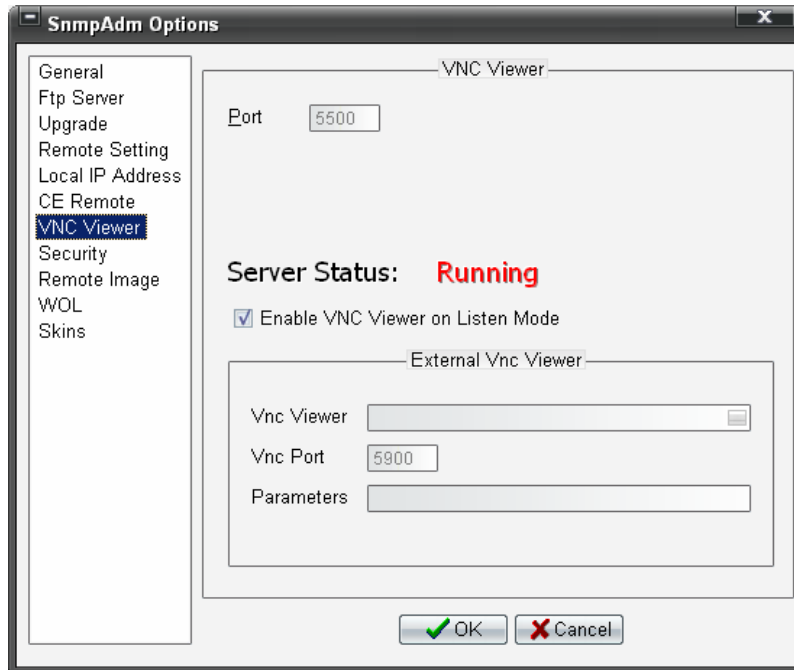 SnmpAdm Options
General
Ftp Server
Upgrade
Remote Setting
Local IP Address
CE Remote
VNC Viewer
Security
Remote Image
WOL
Skins
VNC Viewer
Port 5500
Server Status: Running
Enable VNC Viewer on Listen Mode
External Vnc Viewer
Vnc Viewer
Vnc Port 5900
Parameters
OK Cancel